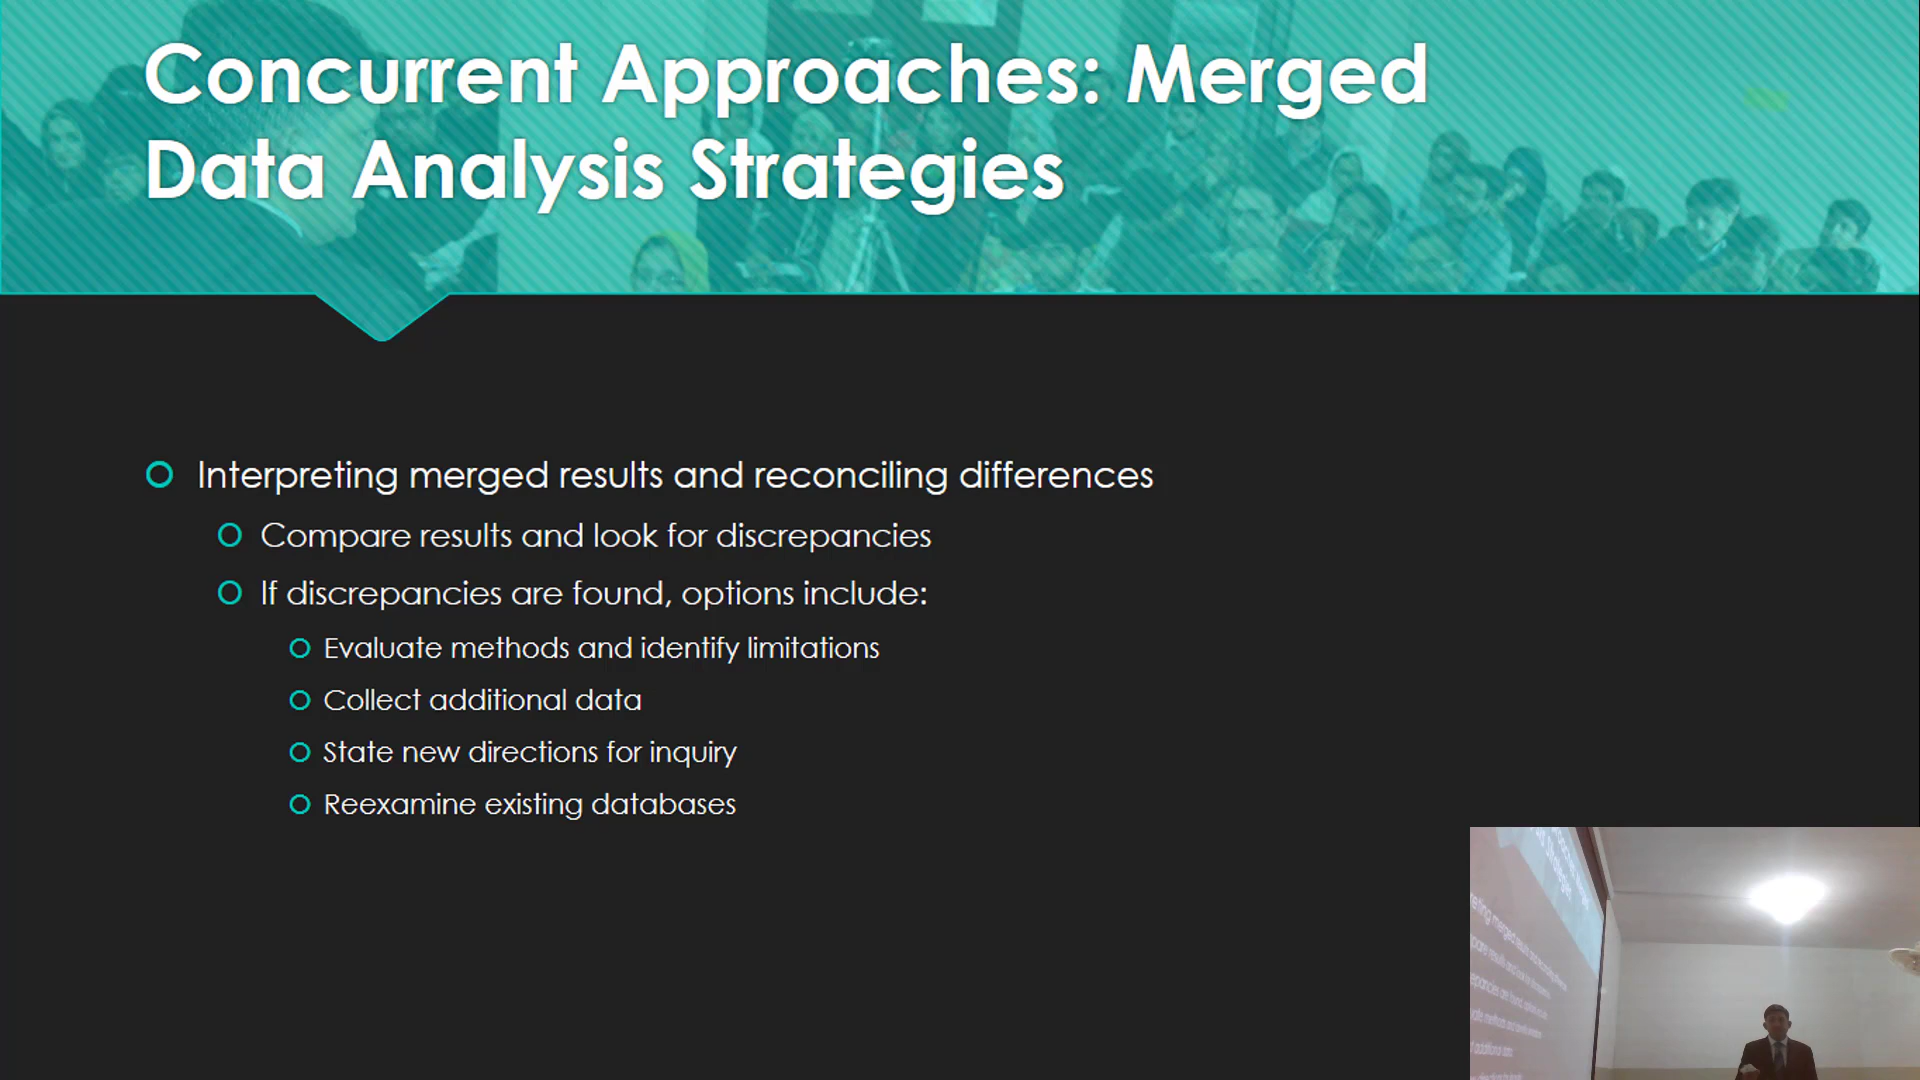 Concurrent Approaches: Merged
Data Analysis Strategies
Interpreting merged results and reconciling differences
Compare results and look for discrepancies
If discrepancies are found, options include:
Evaluate methods and identify limitations
Collect additional data
State new directions for inquiry
Reexamine existing databases